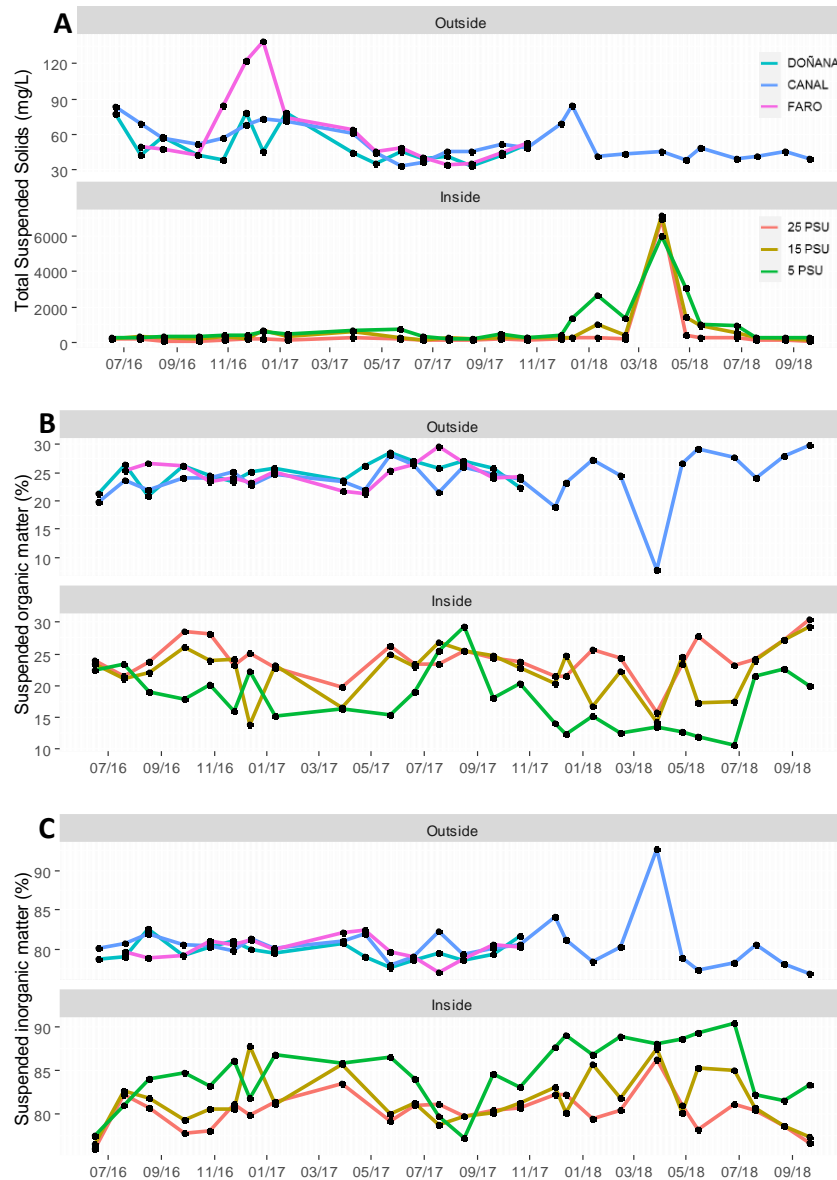 A
Outside
Total Suspended Solids (mg/L)
120
90
60
30
DOÑANA
CANAL
FARO
Inside
6000
4000
2000
0
25 PSU
15 PSU
5 PSU
07/16 09/16 11/16 01/17 03/17 05/17 07/17 09/17 11/17 01/18 03/18 05/18 07/18 09/18
B
Outside
Suspended organic matter (%)
30
25
20
15
10
Inside
30
25
20
15
10
07/16 09/16 11/16 01/17 03/17 05/17 07/17 09/17 11/17 01/18 03/18 05/18 07/18 09/18
C
Outside
Suspended inorganic matter (%)
90
85
80
Inside
90
85
80
07/16 09/16 11/16 01/17 03/17 05/17 07/17 09/17 11/17 01/18 03/18 05/18 07/18 09/18